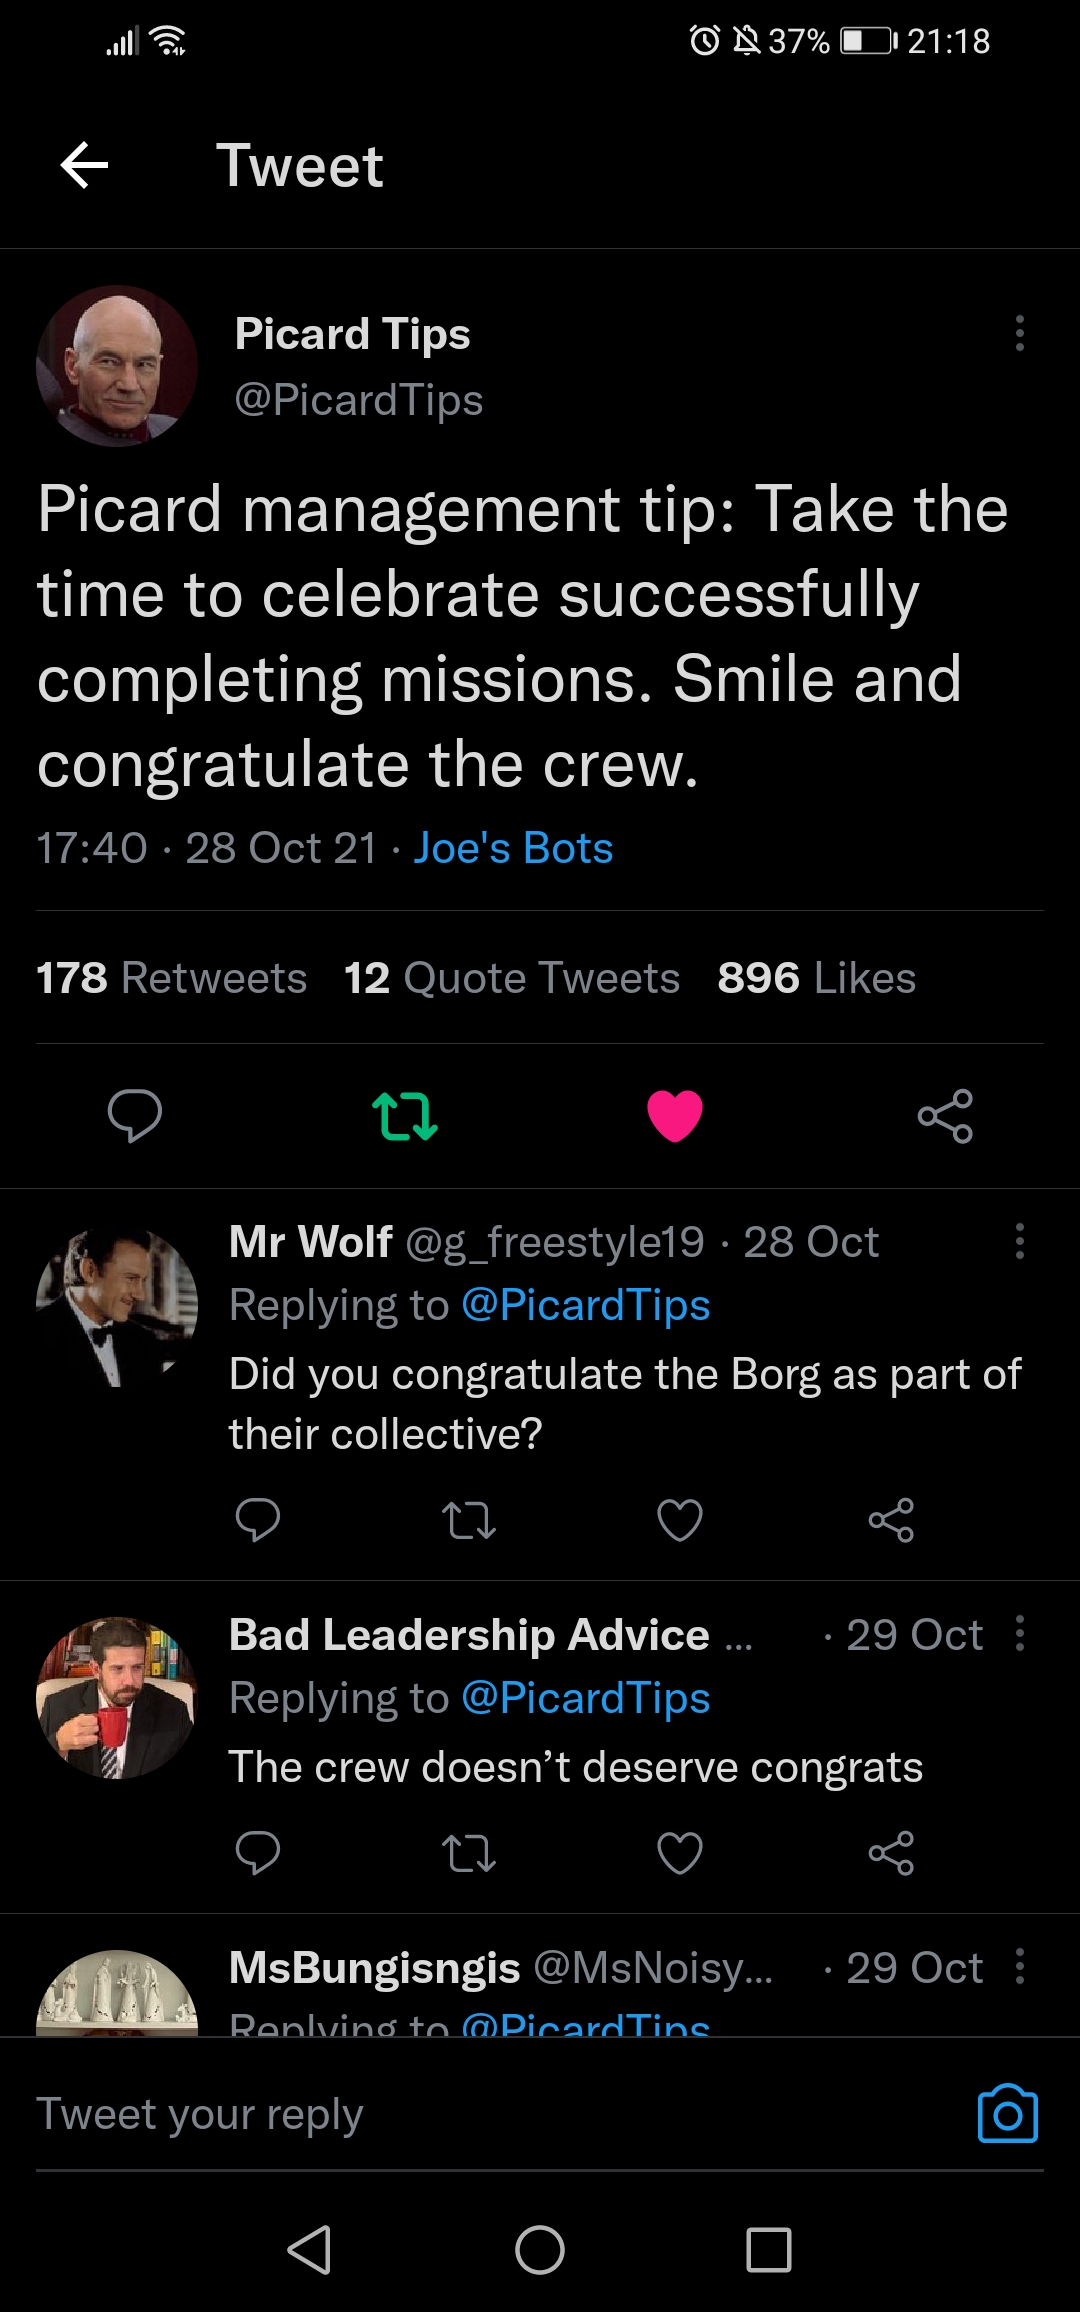 37% 21:18
Tweet
Picard Tips
@PicardTips
Picard management tip: Take the
time to celebrate successfully
completing missions. Smile and
congratulate the crew.
17:40 · 28 Oct 21 · Joe's Bots
178 Retweets 12 Quote Tweets 896 Likes
Mr Wolf @g_freestyle19 · 28 Oct
Replying to @PicardTips
Did you congratulate the Borg as part of
their collective?
Bad Leadership Advice ... · 29 Oct
Replying to @PicardTips
The crew doesn’t deserve congrats
MsBungisngis @MsNoisy... · 29 Oct
Replying to @PicardTips
Tweet your reply